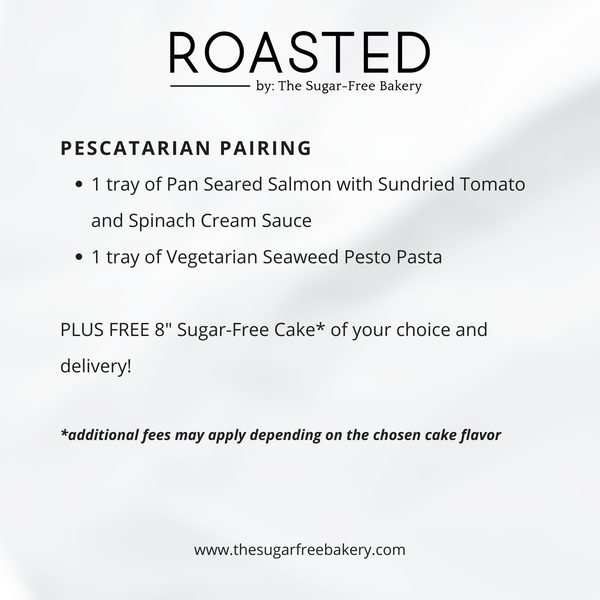 ROASTED
by: The Sugar-Free Bakery
PESCATARIAN PAIRING
• 1 tray of Pan Seared Salmon with Sundried Tomato
and Spinach Cream Sauce
• 1 tray of Vegetarian Seaweed Pesto Pasta
PLUS FREE 8" Sugar-Free Cake* of your choice and
delivery!
*additional fees may apply depending on the chosen cake flavor
www.thesugarfreebakery.com